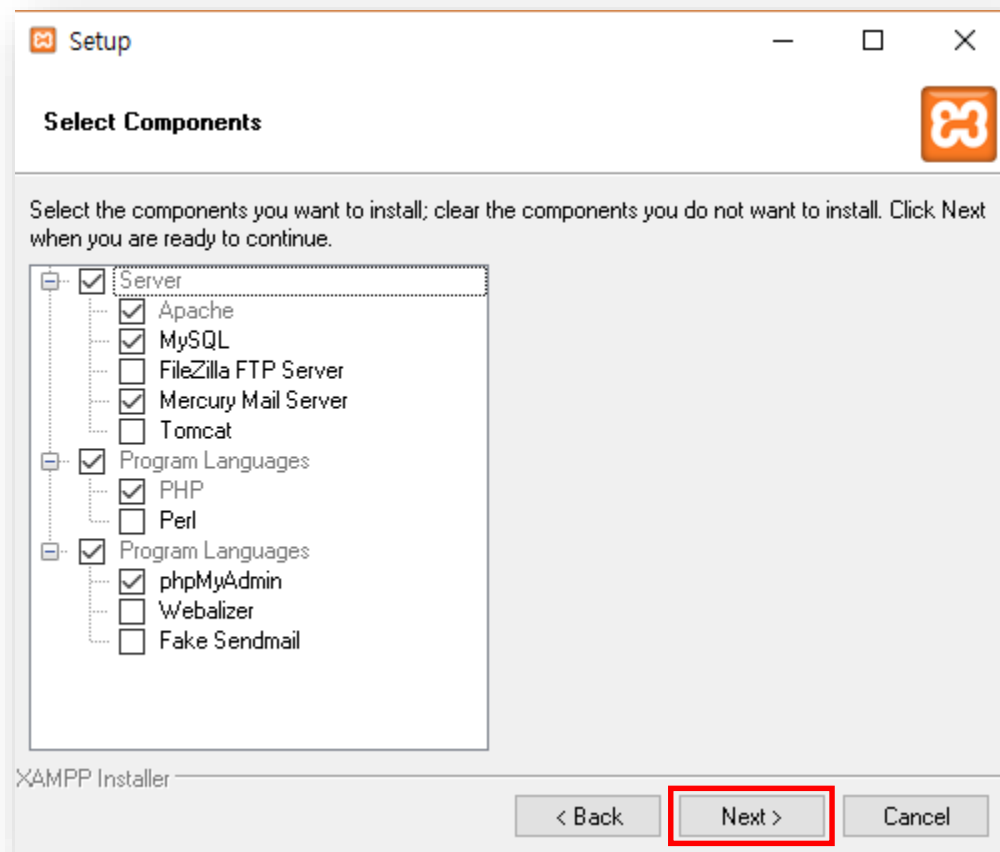 Setup
Select Components
Select the components you want to install; clear the components you do not want to install. Click Next
when you are ready to continue.
Server
Apache
MySQL
FileZilla FTP Server
Mercury Mail Server
Tomcat
Program Languages
PHP
Perl
Program Languages
phpMyAdmin
Webalizer
Fake Sendmail
XAMPP Installer
< Back Next > Cancel